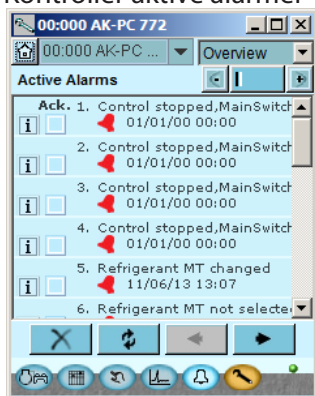 Kontroller aktive alarmer
00:000 AK-PC 772
00:000 AK-PC ... Overview
Active Alarms
Ack. 1. Control stopped,MainSwitch
01/01/00 00:00
2. Control stopped,MainSwitch
01/01/00 00:00
3. Control stopped,MainSwitch
01/01/00 00:00
4. Control stopped,MainSwitch
01/01/00 00:00
5. Refrigerant MT changed
11/06/13 13:07
6. Refrigerant MT not selecte